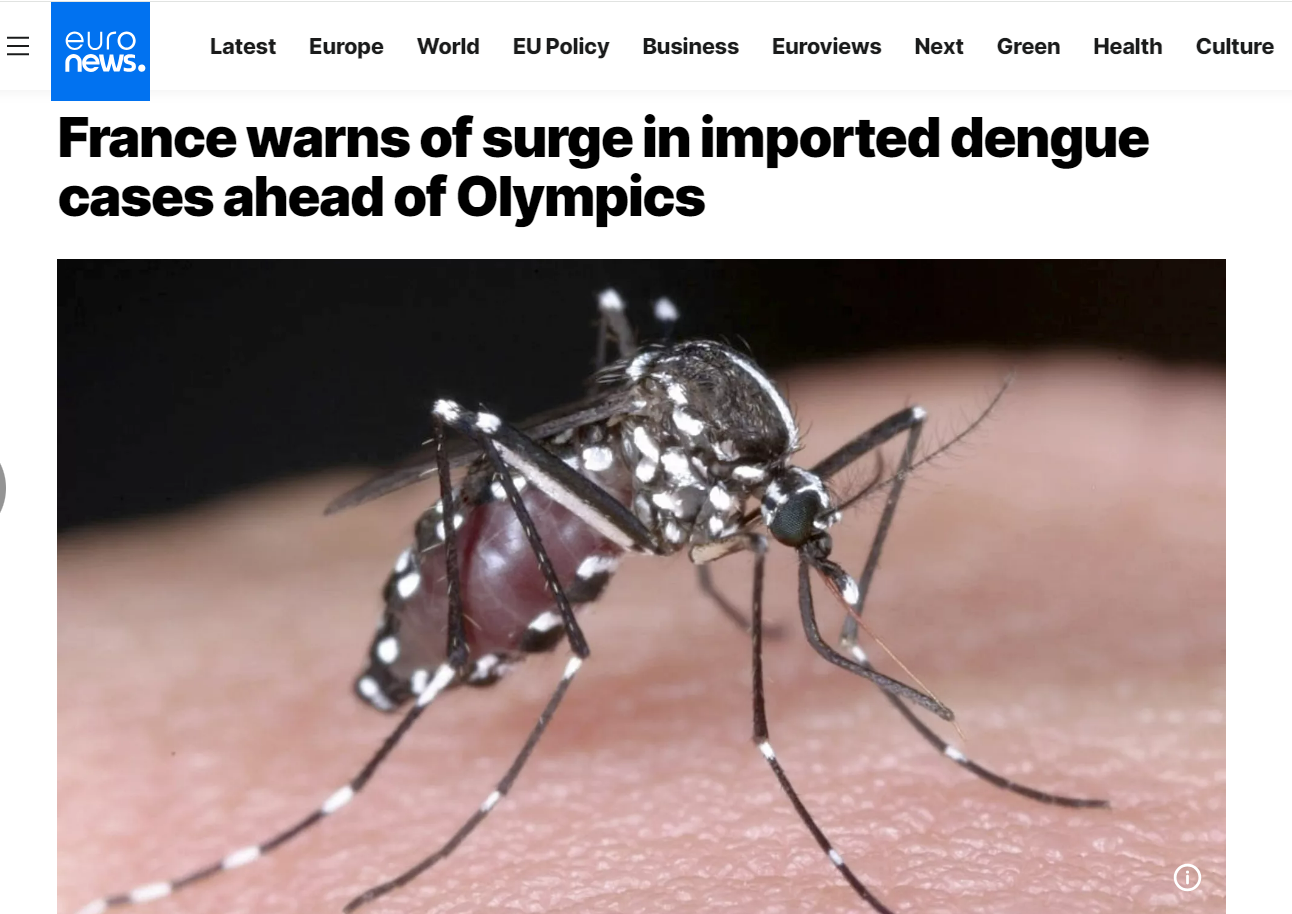 euro
news.
Latest Europe World EU Policy Business Euroviews Next Green Health Culture
France warns of surge in imported dengue
cases ahead of Olympics